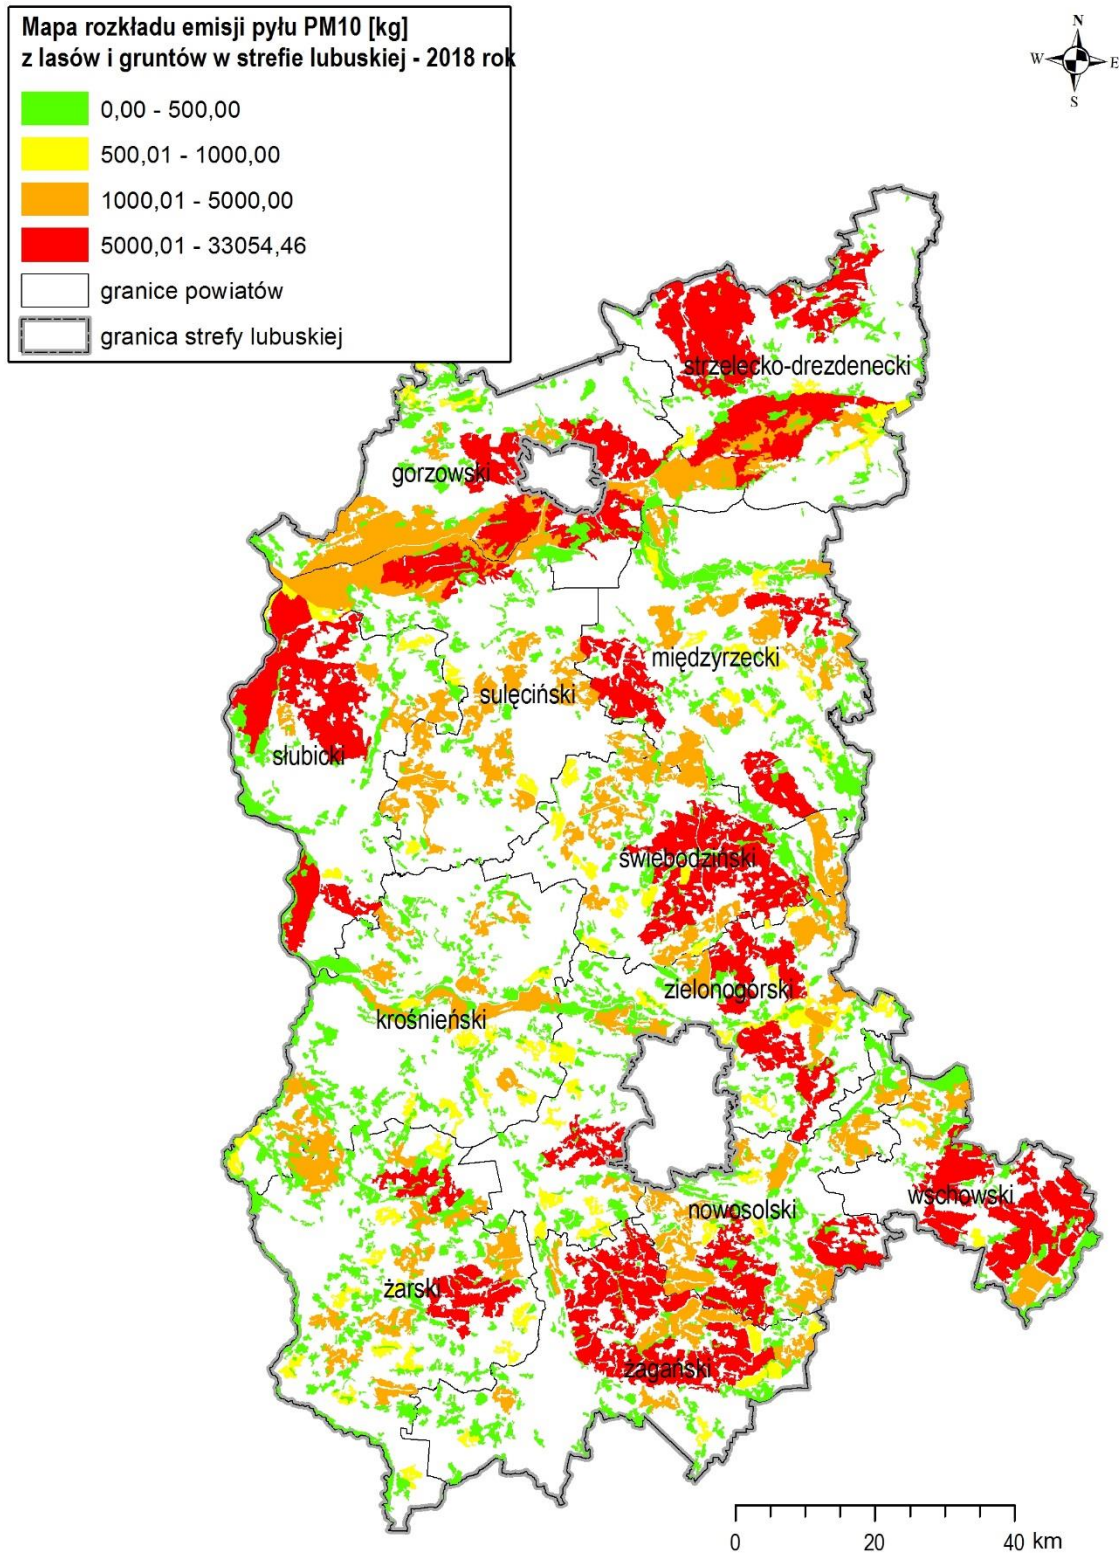 Mapa rozkładu emisji pyłu PM10 [kg]
z lasów i gruntów w strefie lubuskiej - 2018 rok
0,00 - 500,00
500,01 - 1000,00
1000,01 - 5000,00
5000,01 - 33054,46
granice powiatów
granica strefy lubuskiej
N
W E
S
strzelecko-drezdenecki
gorzowski
międzyrzecki
sulęciński
słubicki
świebodziński
zielonogórski
krośnieński
wschowski
nowosolski
żarski
żagański
0 20 40 km